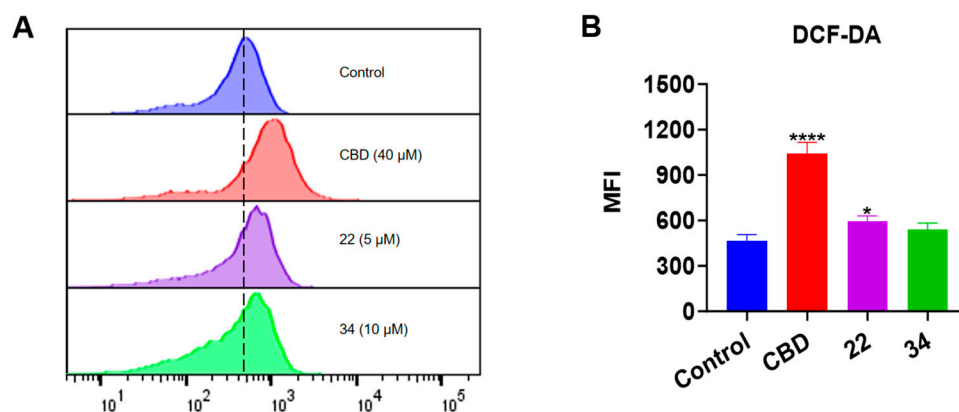 A
Control
CBD (40 µM)
22 (5 µM)
34 (10 µM)
10¹ 10² 10³ 10⁴ 10⁵
B
DCF-DA
MFI
1500
1200
900
600
300
0
****
*
Control CBD 22 34